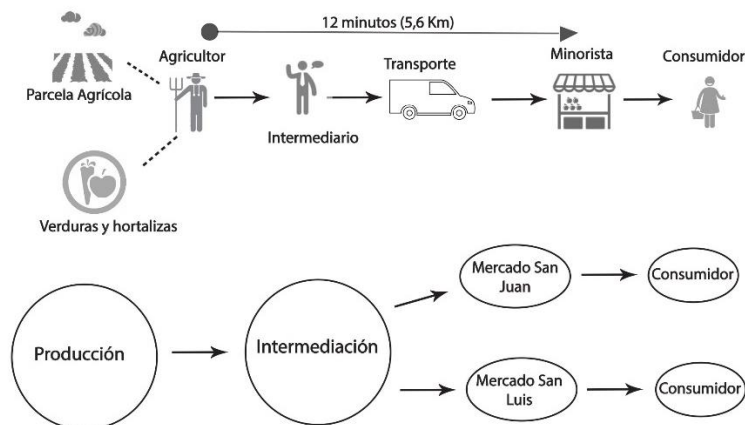 12 minutos (5,6 Km)
Agricultor
Transporte
Minorista
Consumidor
Parcela Agrícola
Intermediario
Verduras y hortalizas
Mercado San
Juan
Consumidor
Producción
Intermediación
Mercado San
Luis
Consumidor